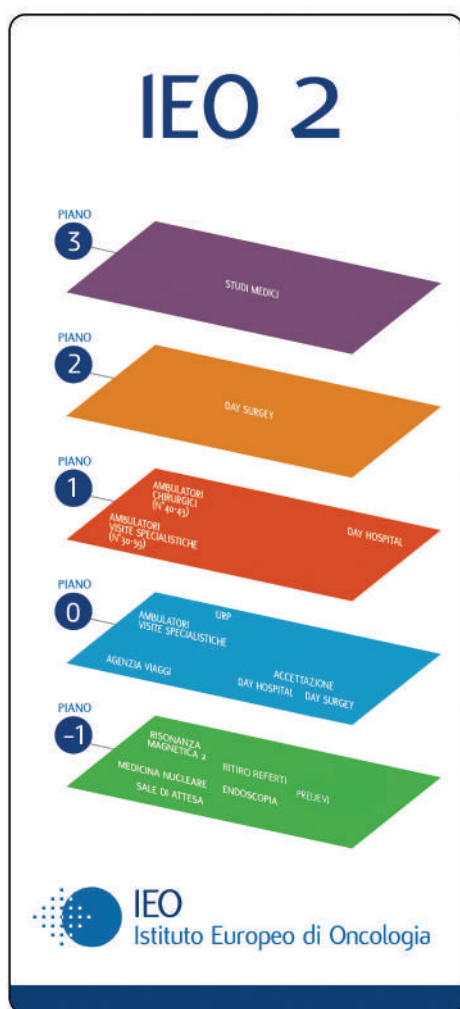 IEO 2
PIANO
3
STUDI MEDICI
PIANO
2
DAY SURGEY
PIANO
1
AMBULATORI
CHIRURGICI
(N°40-43)
AMBULATORI
VISITE SPECIALISTICHE
(N°30-39)
DAY HOSPITAL
PIANO
0
URP
AMBULATORI
VISITE SPECIALISTICHE
AGENZIA VIAGGI
ACCETTAZIONE
DAY HOSPITAL DAY SURGEY
PIANO
-1
RISONANZA
MAGNETICA 2
RITIRO REFERTI
MEDICINA NUCLEARE
ENDOSCOPIA
PRELIEVI
SALE DI ATTESA
IEO
Istituto Europeo di Oncologia